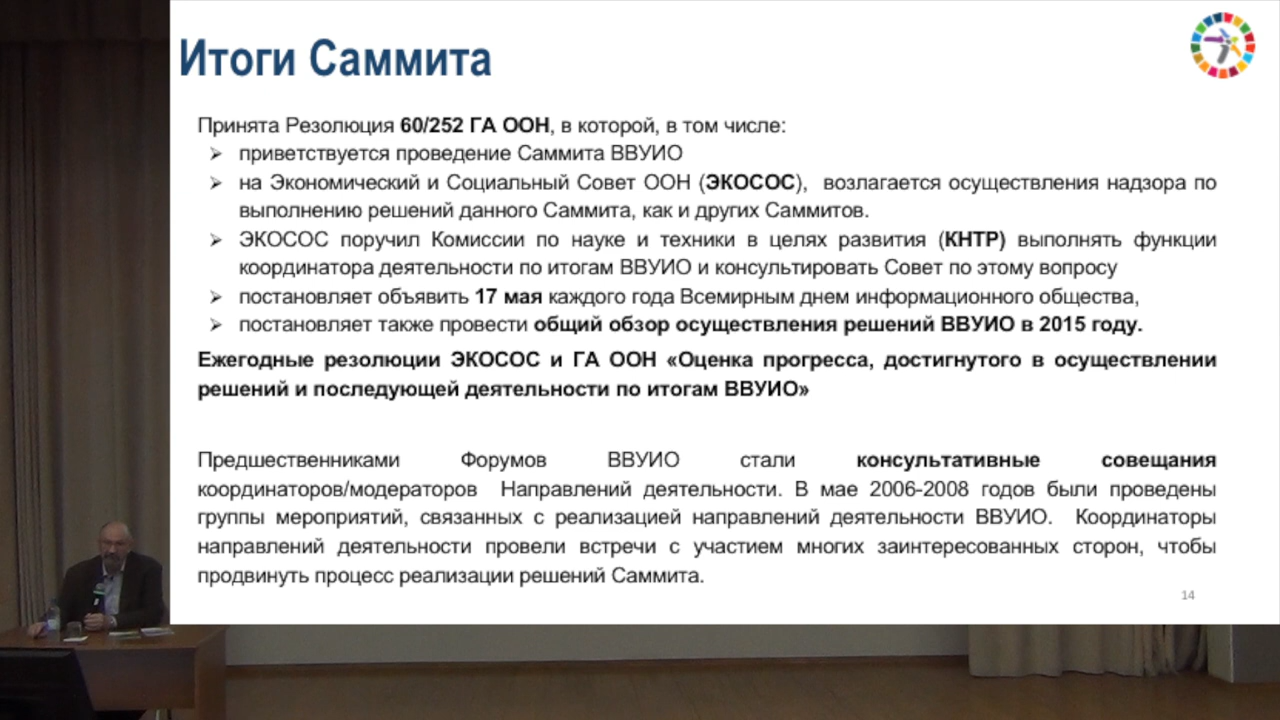 Итоги Саммита
Принята Резолюция 60/252 ГА ООН, в которой, в том числе:
➢ приветствуется проведение Саммита ВВУИО
➢ на Экономический и Социальный Совет ООН (ЭКОСОС), возлагается осуществления надзора по
выполнению решений данного Саммита, как и других Саммитов.
➢ ЭКОСОС поручил Комиссии по науке и техники в целях развития (КНТР) выполнять функции
координатора деятельности по итогам ВВУИО и консультировать Совет по этому вопросу
➢ постановляет объявить 17 мая каждого года Всемирным днем информационного общества,
➢ постановляет также провести общий обзор осуществления решений ВВУИО в 2015 году.
Ежегодные резолюции ЭКОСОС и ГА ООН «Оценка прогресса, достигнутого в осуществлении
решений и последующей деятельности по итогам ВВУИО»
Предшественниками Форумов ВВУИО стали консультативные совещания
координаторов/модераторов Направлений деятельности. В мае 2006-2008 годов были проведены
группы мероприятий, связанных с реализацией направлений деятельности ВВУИО. Координаторы
направлений деятельности провели встречи с участием многих заинтересованных сторон, чтобы
продвинуть процесс реализации решений Саммита.
14